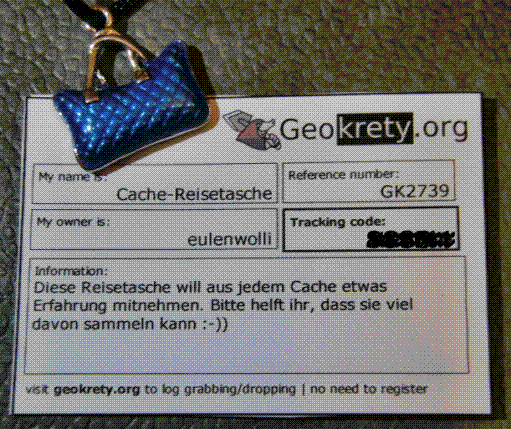 Geokrety.org
My name is:
Cache-Reisetasche
Reference number:
GK2739
My owner is:
eulenwolli
Tracking code:
Information:
Diese Reisetasche will aus jedem Cache etwas
Erfahrung mitnehmen. Bitte helft ihr, dass sie viel
davon sammeln kann :-))
visit geokrety.org to log grabbing/dropping | no need to register